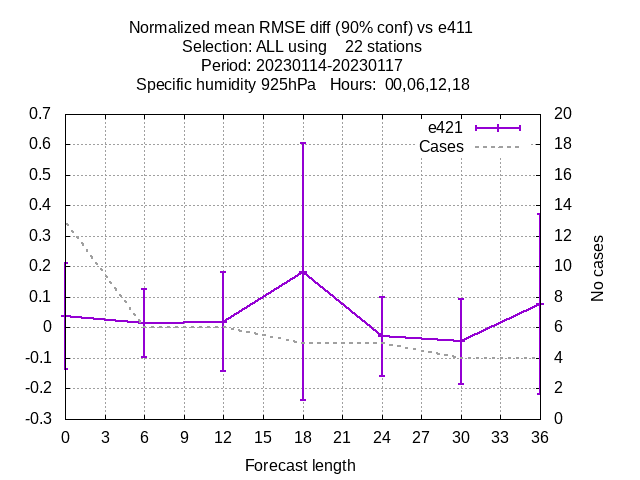 Normalized mean RMSE diff (90% conf) vs e411
Selection: ALL using    22 stations
Period: 20230114-20230117
Specific humidity 925hPa   Hours:  00,06,12,18
0.7
0.6
0.5
0.4
0.3
0.2
0.1
0
-0.1
-0.2
-0.3
20
18
16
14
12
10
8
6
4
2
0
e421
Cases
No cases
0 3 6 9 12 15 18 21 24 27 30 33 36
Forecast length